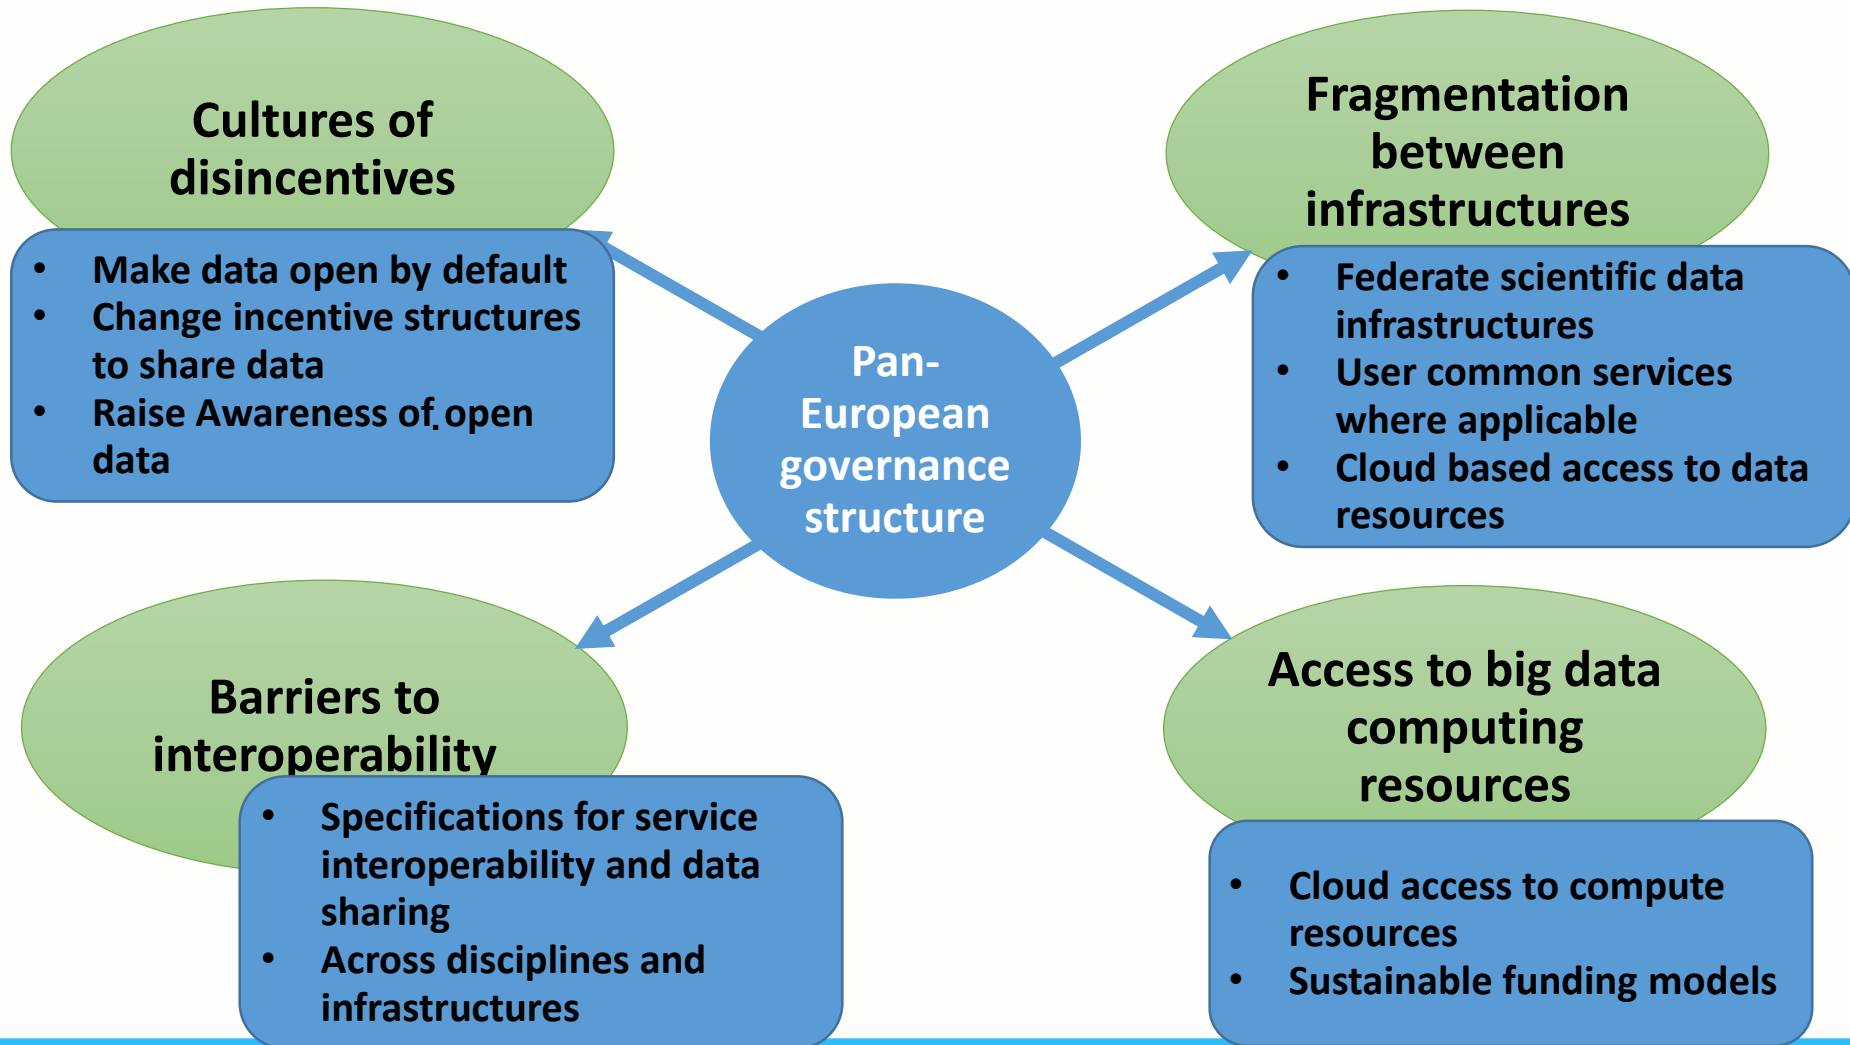 Cultures of
disincentives
• Make data open by default
• Change incentive structures
to share data
• Raise Awareness of open
data
Fragmentation
between
infrastructures
• Federate scientific data
infrastructures
• User common services
where applicable
• Cloud based access to data
resources
Pan-
European
governance
structure
Barriers to
interoperability
• Specifications for service
interoperability and data
sharing
• Across disciplines and
infrastructures
Access to big data
computing
resources
• Cloud access to compute
resources
• Sustainable funding models